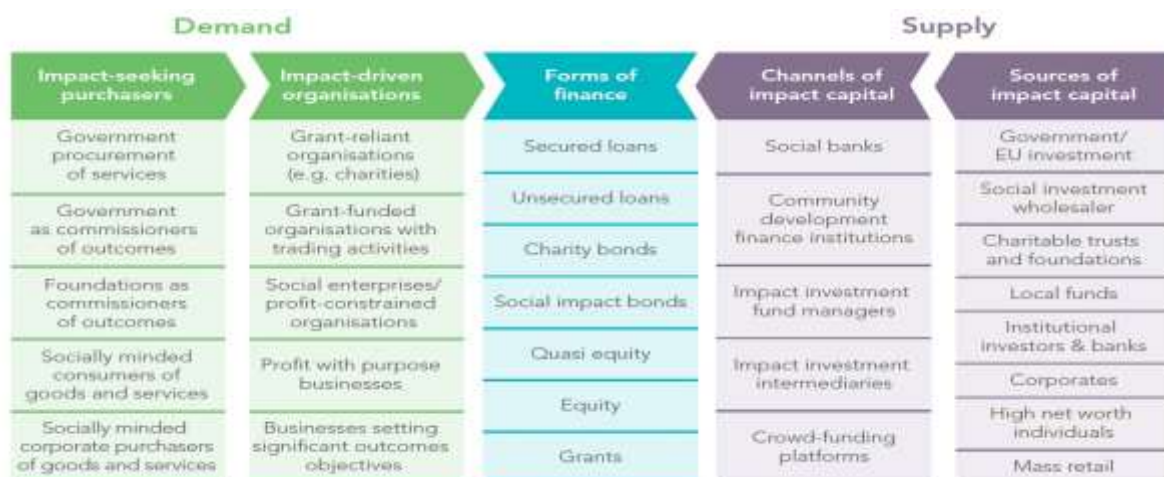 Demand
Supply
Impact-seeking
purchasers
Government
procurement
of services
Government
as commissioners
of outcomes
Foundations as
commissioners
of outcomes
Socially minded
consumers of
goods and services
Socially minded
corporate purchasers
of goods and services
Impact-driven
organisations
Grant-reliant
organisations
(e.g. charities)
Grant-funded
organisations with
trading activities
Social enterprises/
profit-constrained
organisations
Profit with purpose
businesses
Businesses setting
significant outcomes
objectives
Forms of
finance
Secured loans
Unsecured loans
Charity bonds
Social impact bonds
Quasi equity
Equity
Grants
Channels of
impact capital
Social banks
Community
development
finance institutions
Impact investment
fund managers
Impact investment
intermediaries
Crowd-funding
platforms
Sources of
impact capital
Government/
EU investment
Social investment
wholesaler
Charitable trusts
and foundations
Local funds
Institutional
investors & banks
Corporates
High net worth
individuals
Mass retail